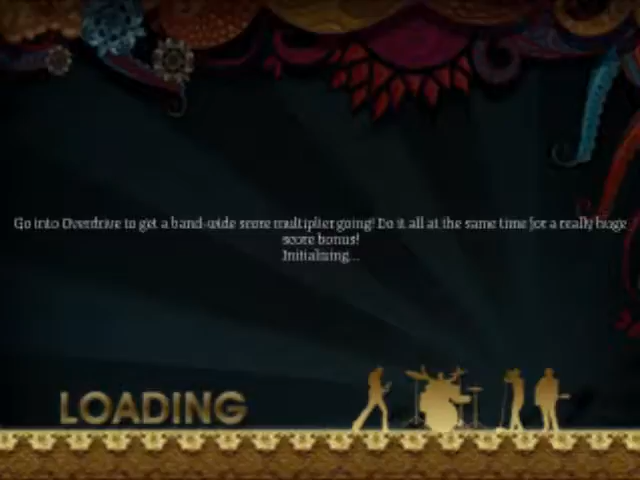 Go into Overdrive to get a band-wide score multiplier going! Do it all at the same time for a really huge
score bonus!
Initializing...
LOADING